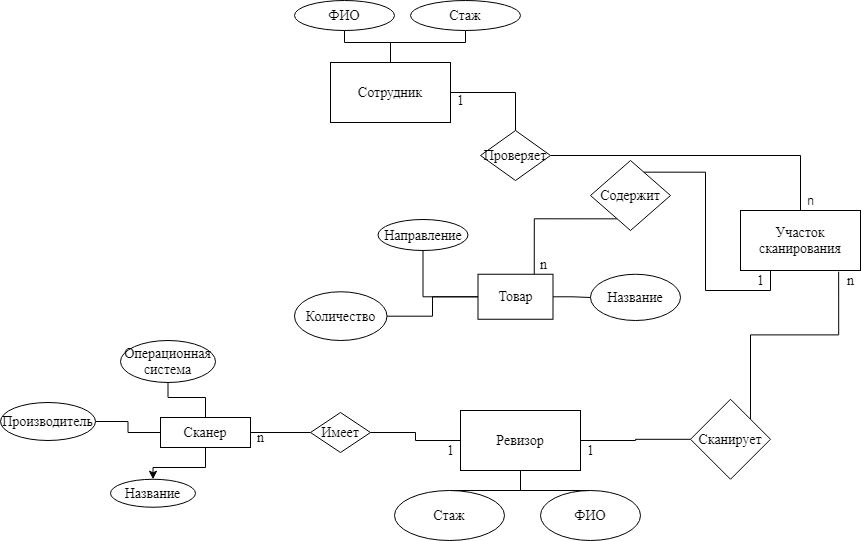 ФИО
Стаж
Сотрудник
1
Проверяет
Содержит
n
Участок
сканирования
Направление
n
1
n
Количество
Товар
Название
Операционная
система
Производитель
Сканер
n
Имеет
1
Ревизор
1
Сканирует
Название
Стаж
ФИО